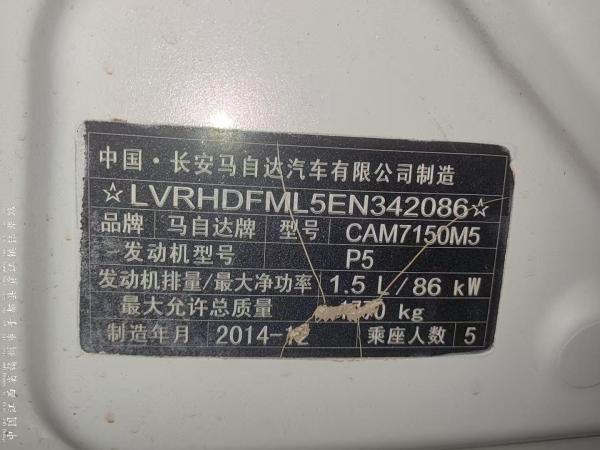 中国·长安马自达汽车有限公司制造
☆LVRHDFML5EN342086☆
品牌 马自达牌 型号 CAM7150M5
发动机型号 P5
发动机排量/最大净功率 1.5 L/86 kW
最大允许总质量 kg
制造年月 2014-12 乘座人数 5